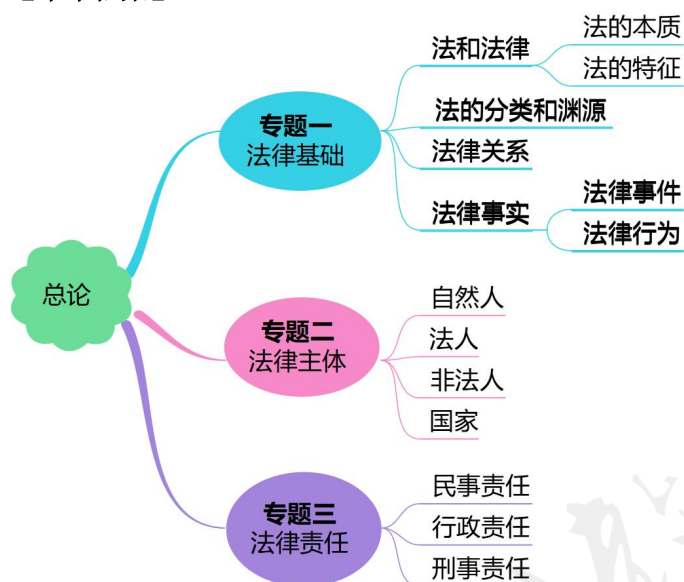 总论
专题一
法律基础
法和法律
法的本质
法的特征
法的分类和渊源
法律关系
法律事实
法律事件
法律行为
专题二
法律主体
自然人
法人
非法人
国家
专题三
法律责任
民事责任
行政责任
刑事责任